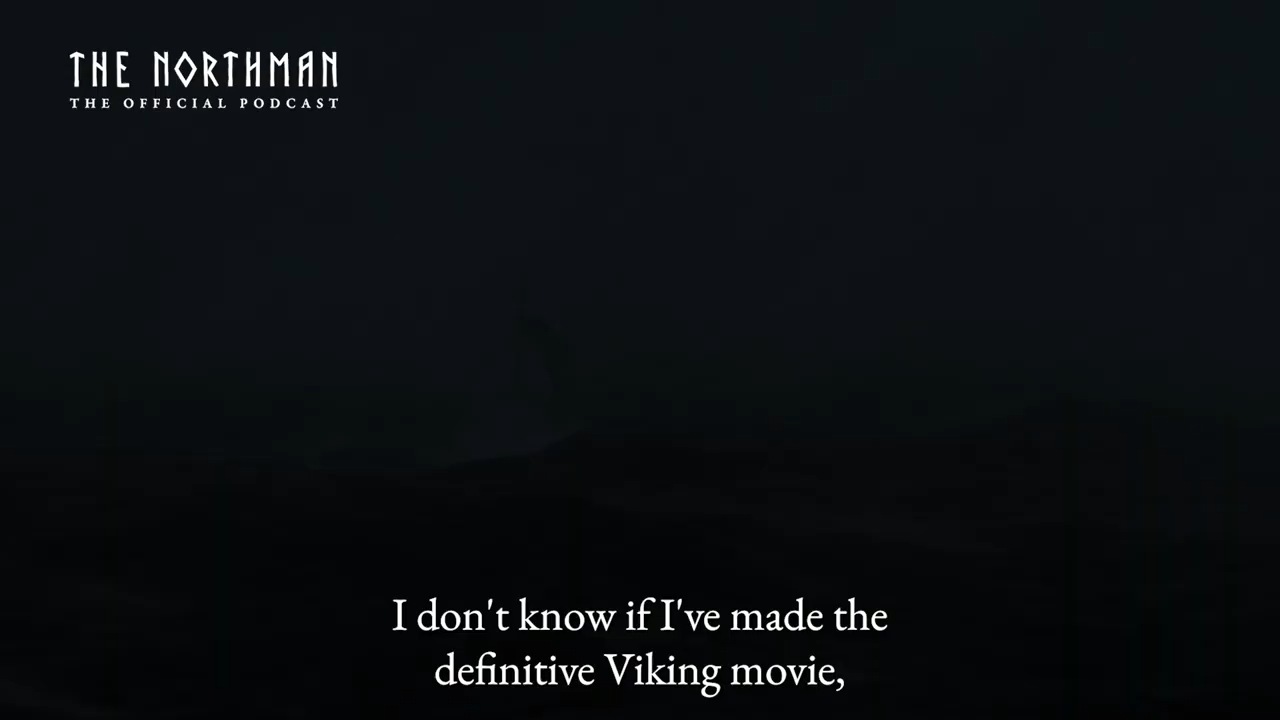 THE NORTHMAN
THE OFFICIAL PODCAST
I don't know if I've made the
definitive Viking movie,